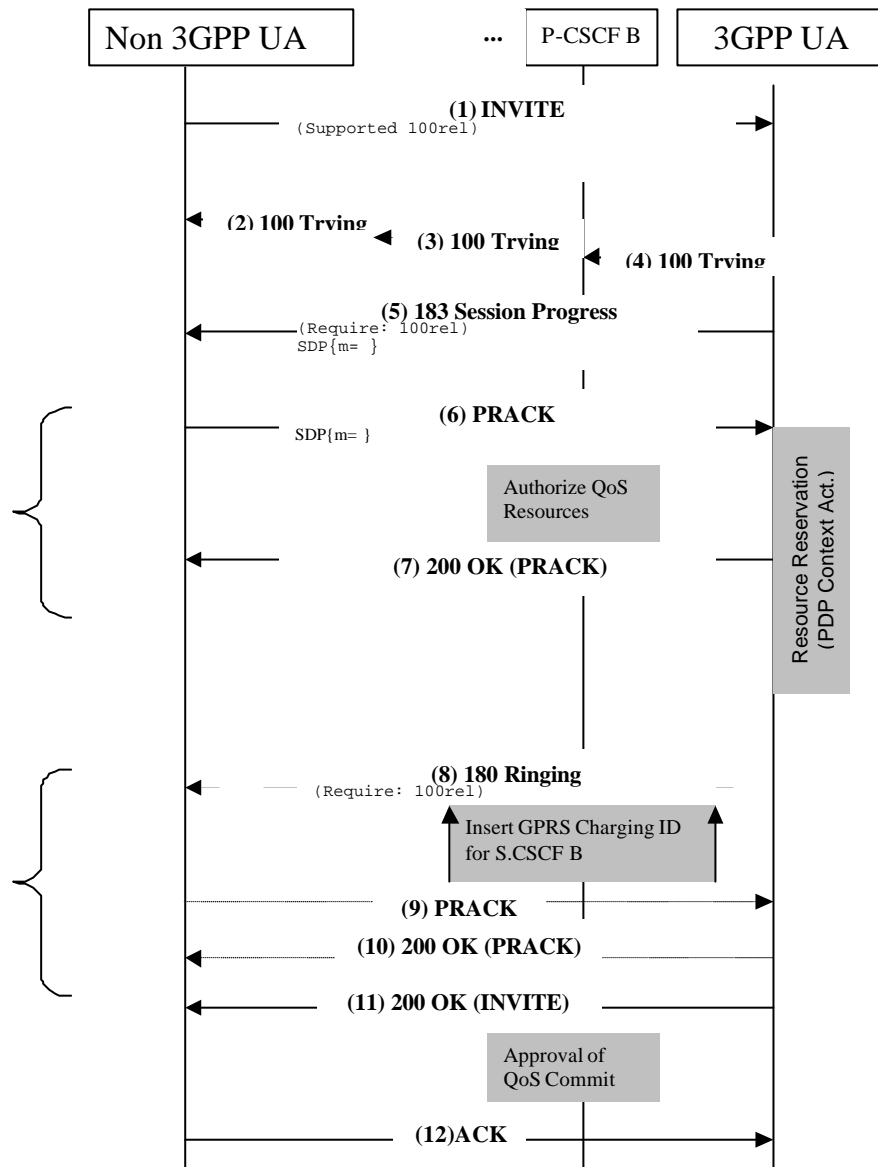 Non 3GPP UA
...
P-CSCF B
3GPP UA
(1) INVITE
(Supported 100rel)
(2) 100 Trying
(3) 100 Trying
(4) 100 Trying
(5) 183 Session Progress
(Require: 100rel)
SDP{m= }
(6) PRACK
SDP{m= }
Authorize QoS
Resources
Resource Reservation
(PDP Context Act.)
(7) 200 OK (PRACK)
(8) 180 Ringing
(Require: 100rel)
Insert GPRS Charging ID
for S.CSCF B
(9) PRACK
(10) 200 OK (PRACK)
(11) 200 OK (INVITE)
Approval of
QoS Commit
(12)ACK